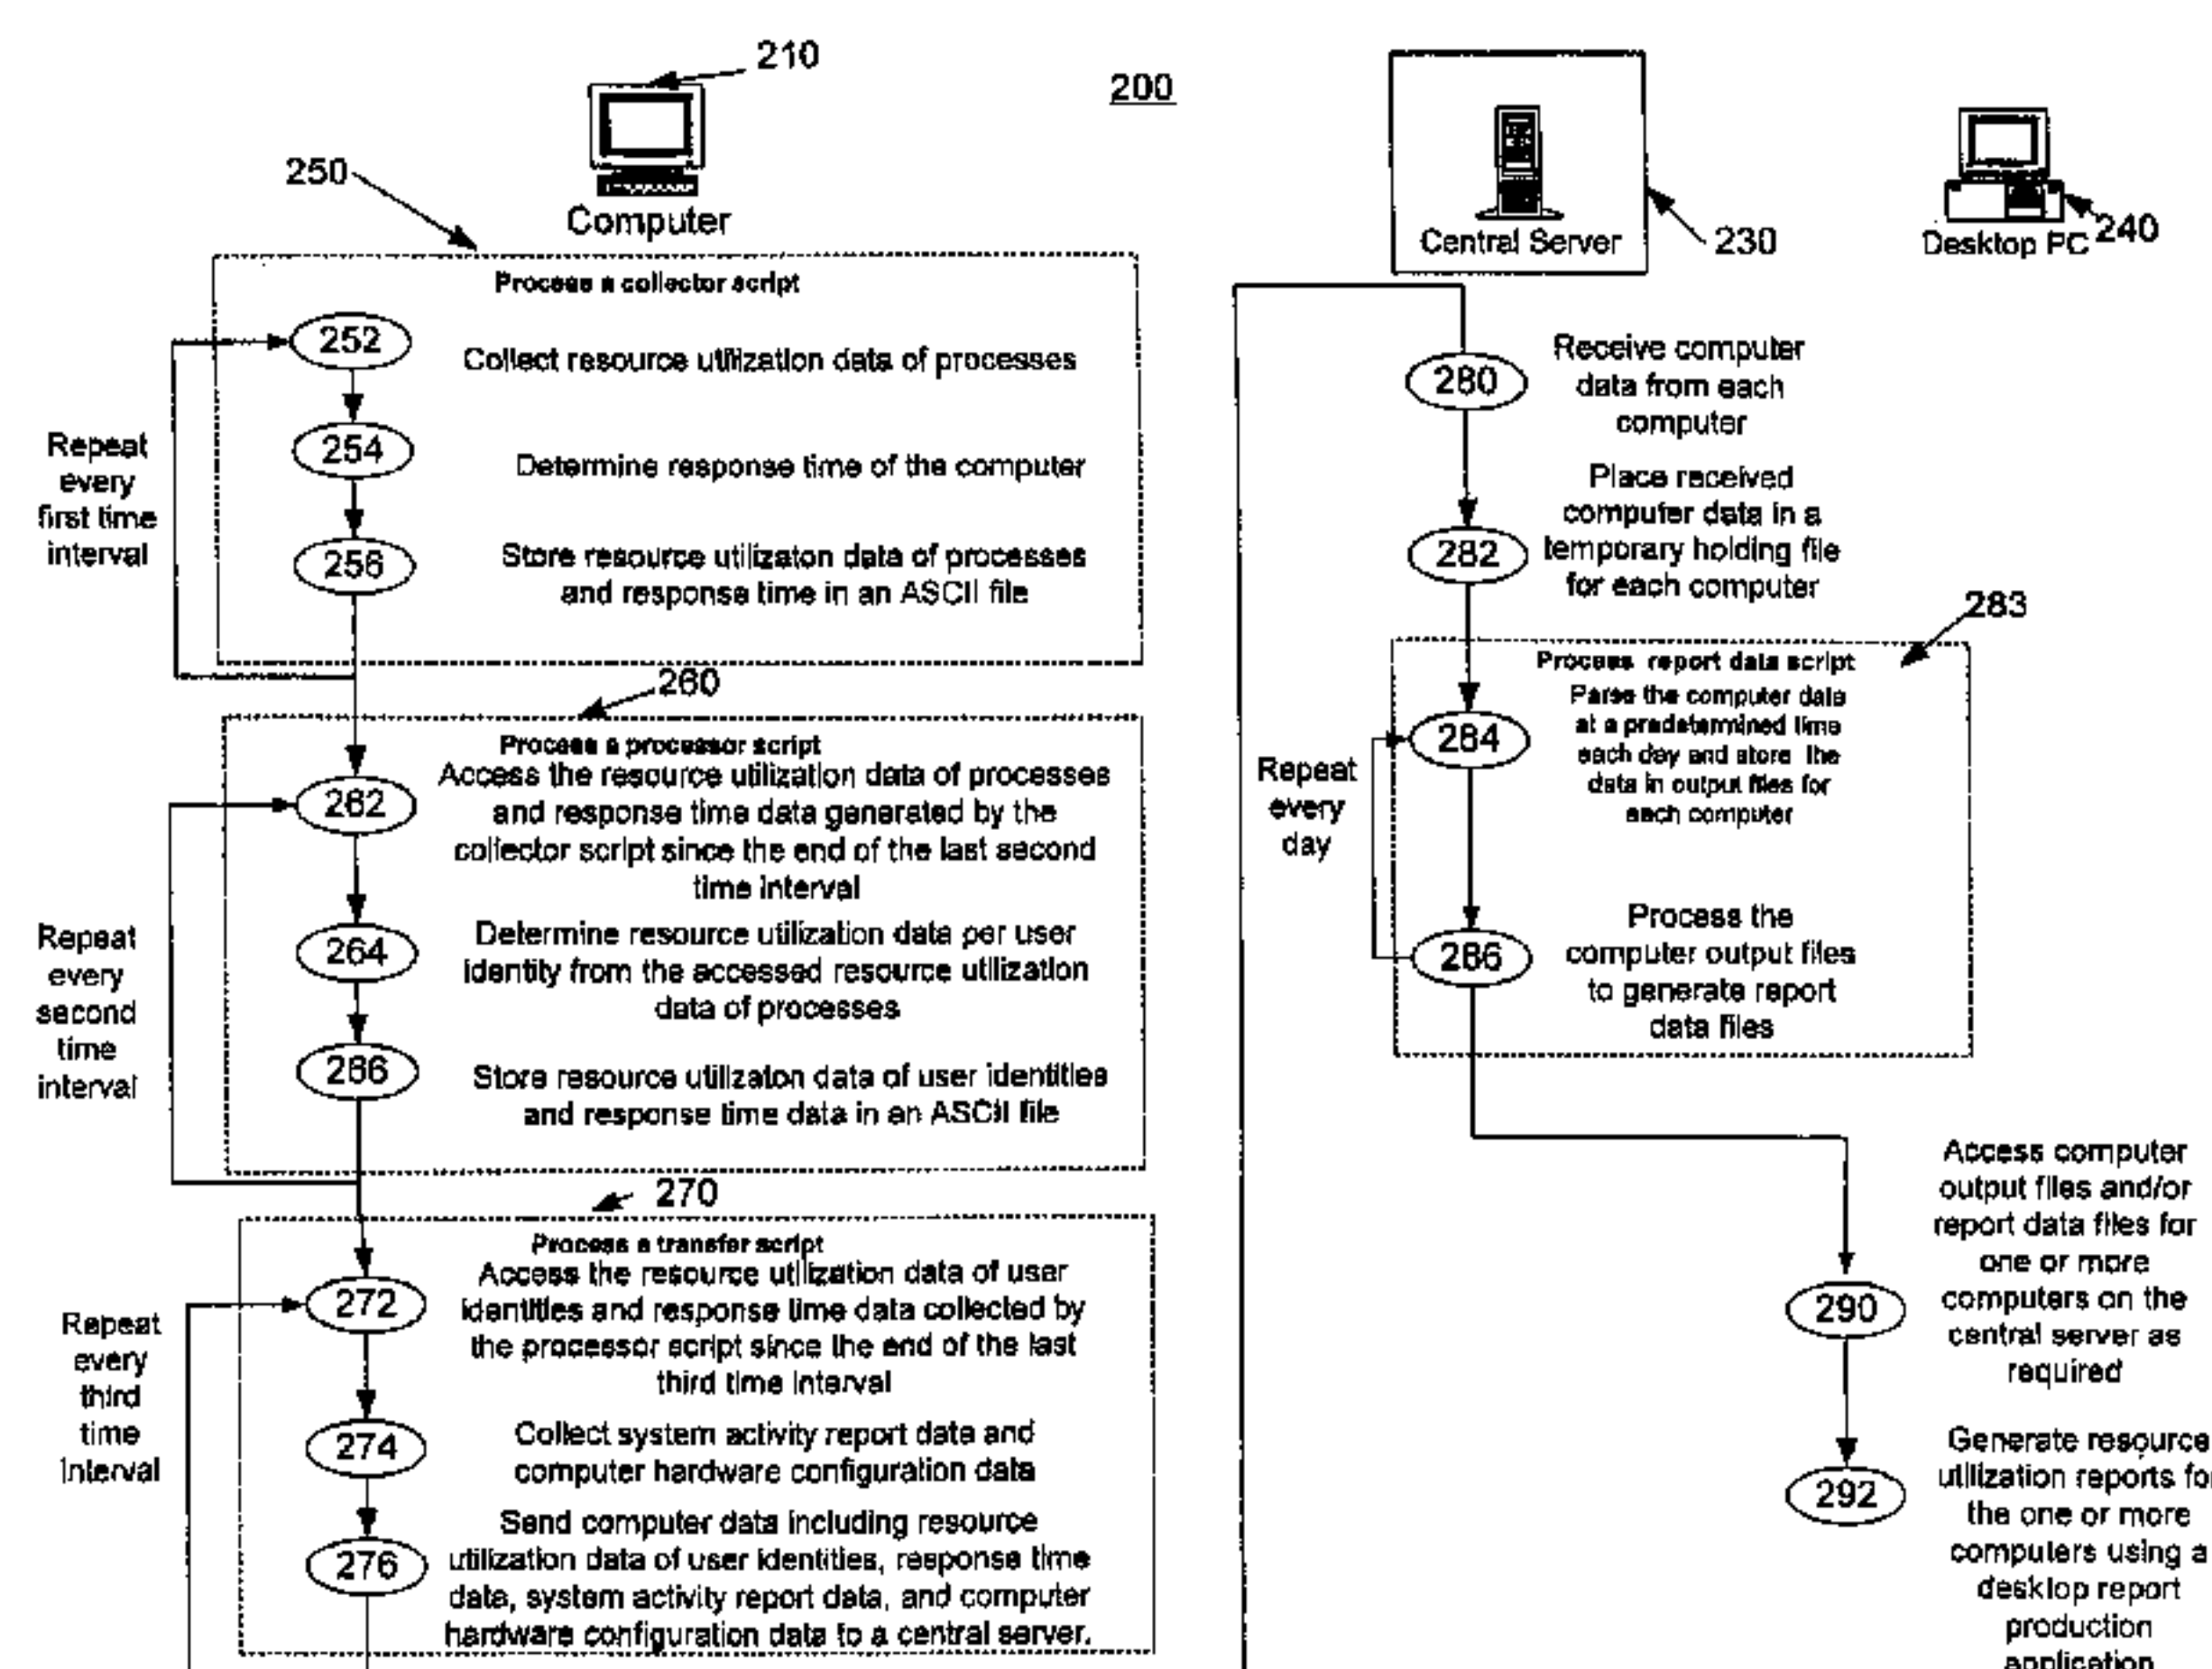 210
200
250
Computer
Central Server
230
Desktop PC
240
Process a collector script
252
Collect resource utilization data of processes
254
Determine response time of the computer
256
Store resource utilizaton data of processes
and response time in an ASCII file
Repeat
every
first time
interval
260
Process a processor script
262
Access the resource utilization data of processes
and response time data generated by the
collector script since the end of the last second
time interval
264
Determine resource utilization data per user
identity from the accessed resource utilization
data of processes
266
Store resource utilizaton data of user identities
and response time data in an ASCII file
Repeat
every
second
time
interval
270
Process a transfer script
272
Access the resource utilization data of user
identities and response time data collected by
the processor script since the end of the last
third time interval
274
Collect system activity report data and
computer hardware configuration data
276
Send computer data including resource
utilization data of user identities, response time
data, system activity report data, and computer
hardware configuration data to a central server.
Repeat
every
third
time
interval
280
Receive computer
data from each
computer
282
Place received
computer data in a
temporary holding file
for each computer
283
Process report data script
284
Parse the computer data
at a predetermined time
each day and store the
data in output files for
each computer
Repeat
every
day
286
Process the
computer output files
to generate report
data files
290
Access computer
output files and/or
report data files for
one or more
computers on the
central server as
required
292
Generate resource
utilization reports for
the one or more
computers using a
desktop report
production
application